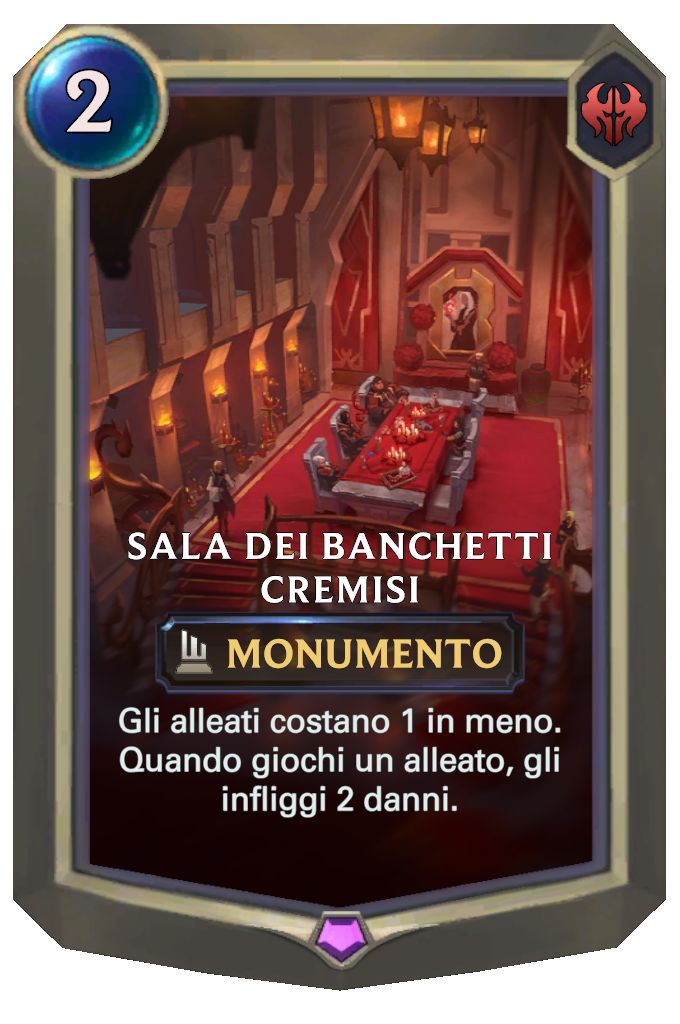 2
SALA DEI BANCHETTI
CREMISI
MONUMENTO
Gli alleati costano 1 in meno.
Quando giochi un alleato, gli
infliggi 2 danni.